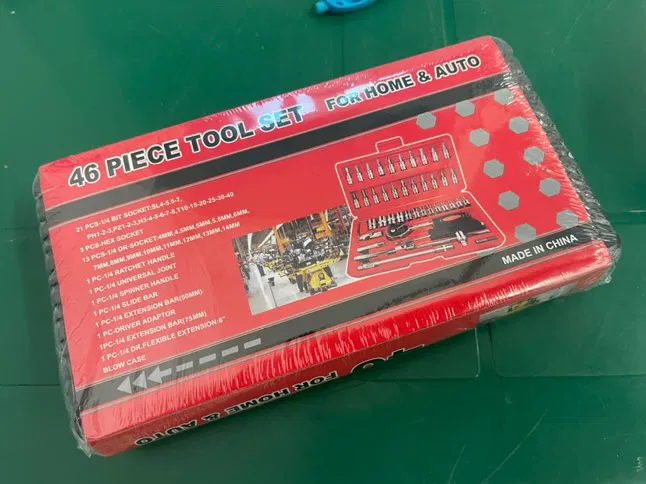 46 PIECE TOOL SET FOR HOME & AUTO
21 PCS-1/4 BIT SOCKET:SL4-5.5-7,
PH1-2-3,PZ1-2-3,H3-4-5-6-7-8,T10-15-20-25-30-40
3 PCS-HEX SOCKET
13 PCS-1/4 DR-SOCKET:4MM,4.5MM,5MM,5.5MM,6MM,
7MM,8MM,9MM,10MM,11MM,12MM,13MM,14MM
1 PC-1/4 RATCHET HANDLE
1 PC-1/4 UNIVERSAL JOINT
1 PC-1/4 SPINNER HANDLE
1 PC-1/4 SLIDE BAR
1 PC-1/4 EXTENSION BAR(50MM)
1 PC-DRIVER ADAPTOR
1PC-1/4 EXTENSION BAR(75MM)
1 PC-1/4 DR.FLEXIBLE EXTENSION:6"
BLOW CASE
MADE IN CHINA
46 FOR HOME & AUTO